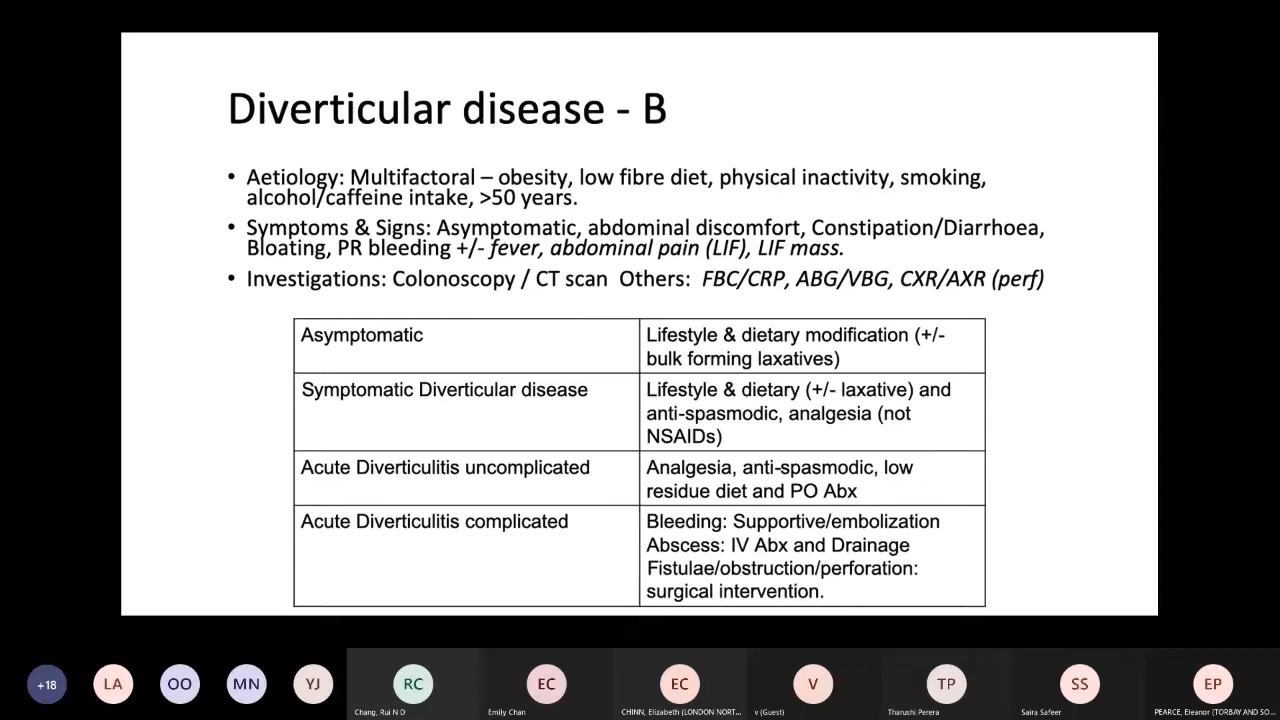 Diverticular disease - B
• Aetiology: Multifactoral – obesity, low fibre diet, physical inactivity, smoking,
alcohol/caffeine intake, >50 years.
• Symptoms & Signs: Asymptomatic, abdominal discomfort, Constipation/Diarrhoea,
Bloating, PR bleeding +/- fever, abdominal pain (LIF), LIF mass.
• Investigations: Colonoscopy / CT scan Others: FBC/CRP, ABG/VBG, CXR/AXR (perf)
Asymptomatic
Lifestyle & dietary modification (+/-
bulk forming laxatives)
Symptomatic Diverticular disease
Lifestyle & dietary (+/- laxative) and
anti-spasmodic, analgesia (not
NSAIDs)
Acute Diverticulitis uncomplicated
Analgesia, anti-spasmodic, low
residue diet and PO Abx
Acute Diverticulitis complicated
Bleeding: Supportive/embolization
Abscess: IV Abx and Drainage
Fistulae/obstruction/perforation:
surgical intervention.
+18 LA OO MN YJ RC EC EC V TP SS EP
Chang, Rui N D Emily Chan CHINN, Elizabeth (LONDON NORT... v (Guest) Tharushi Perera Saira Safeer PEARCE, Eleanor (TORBAY AND SO...